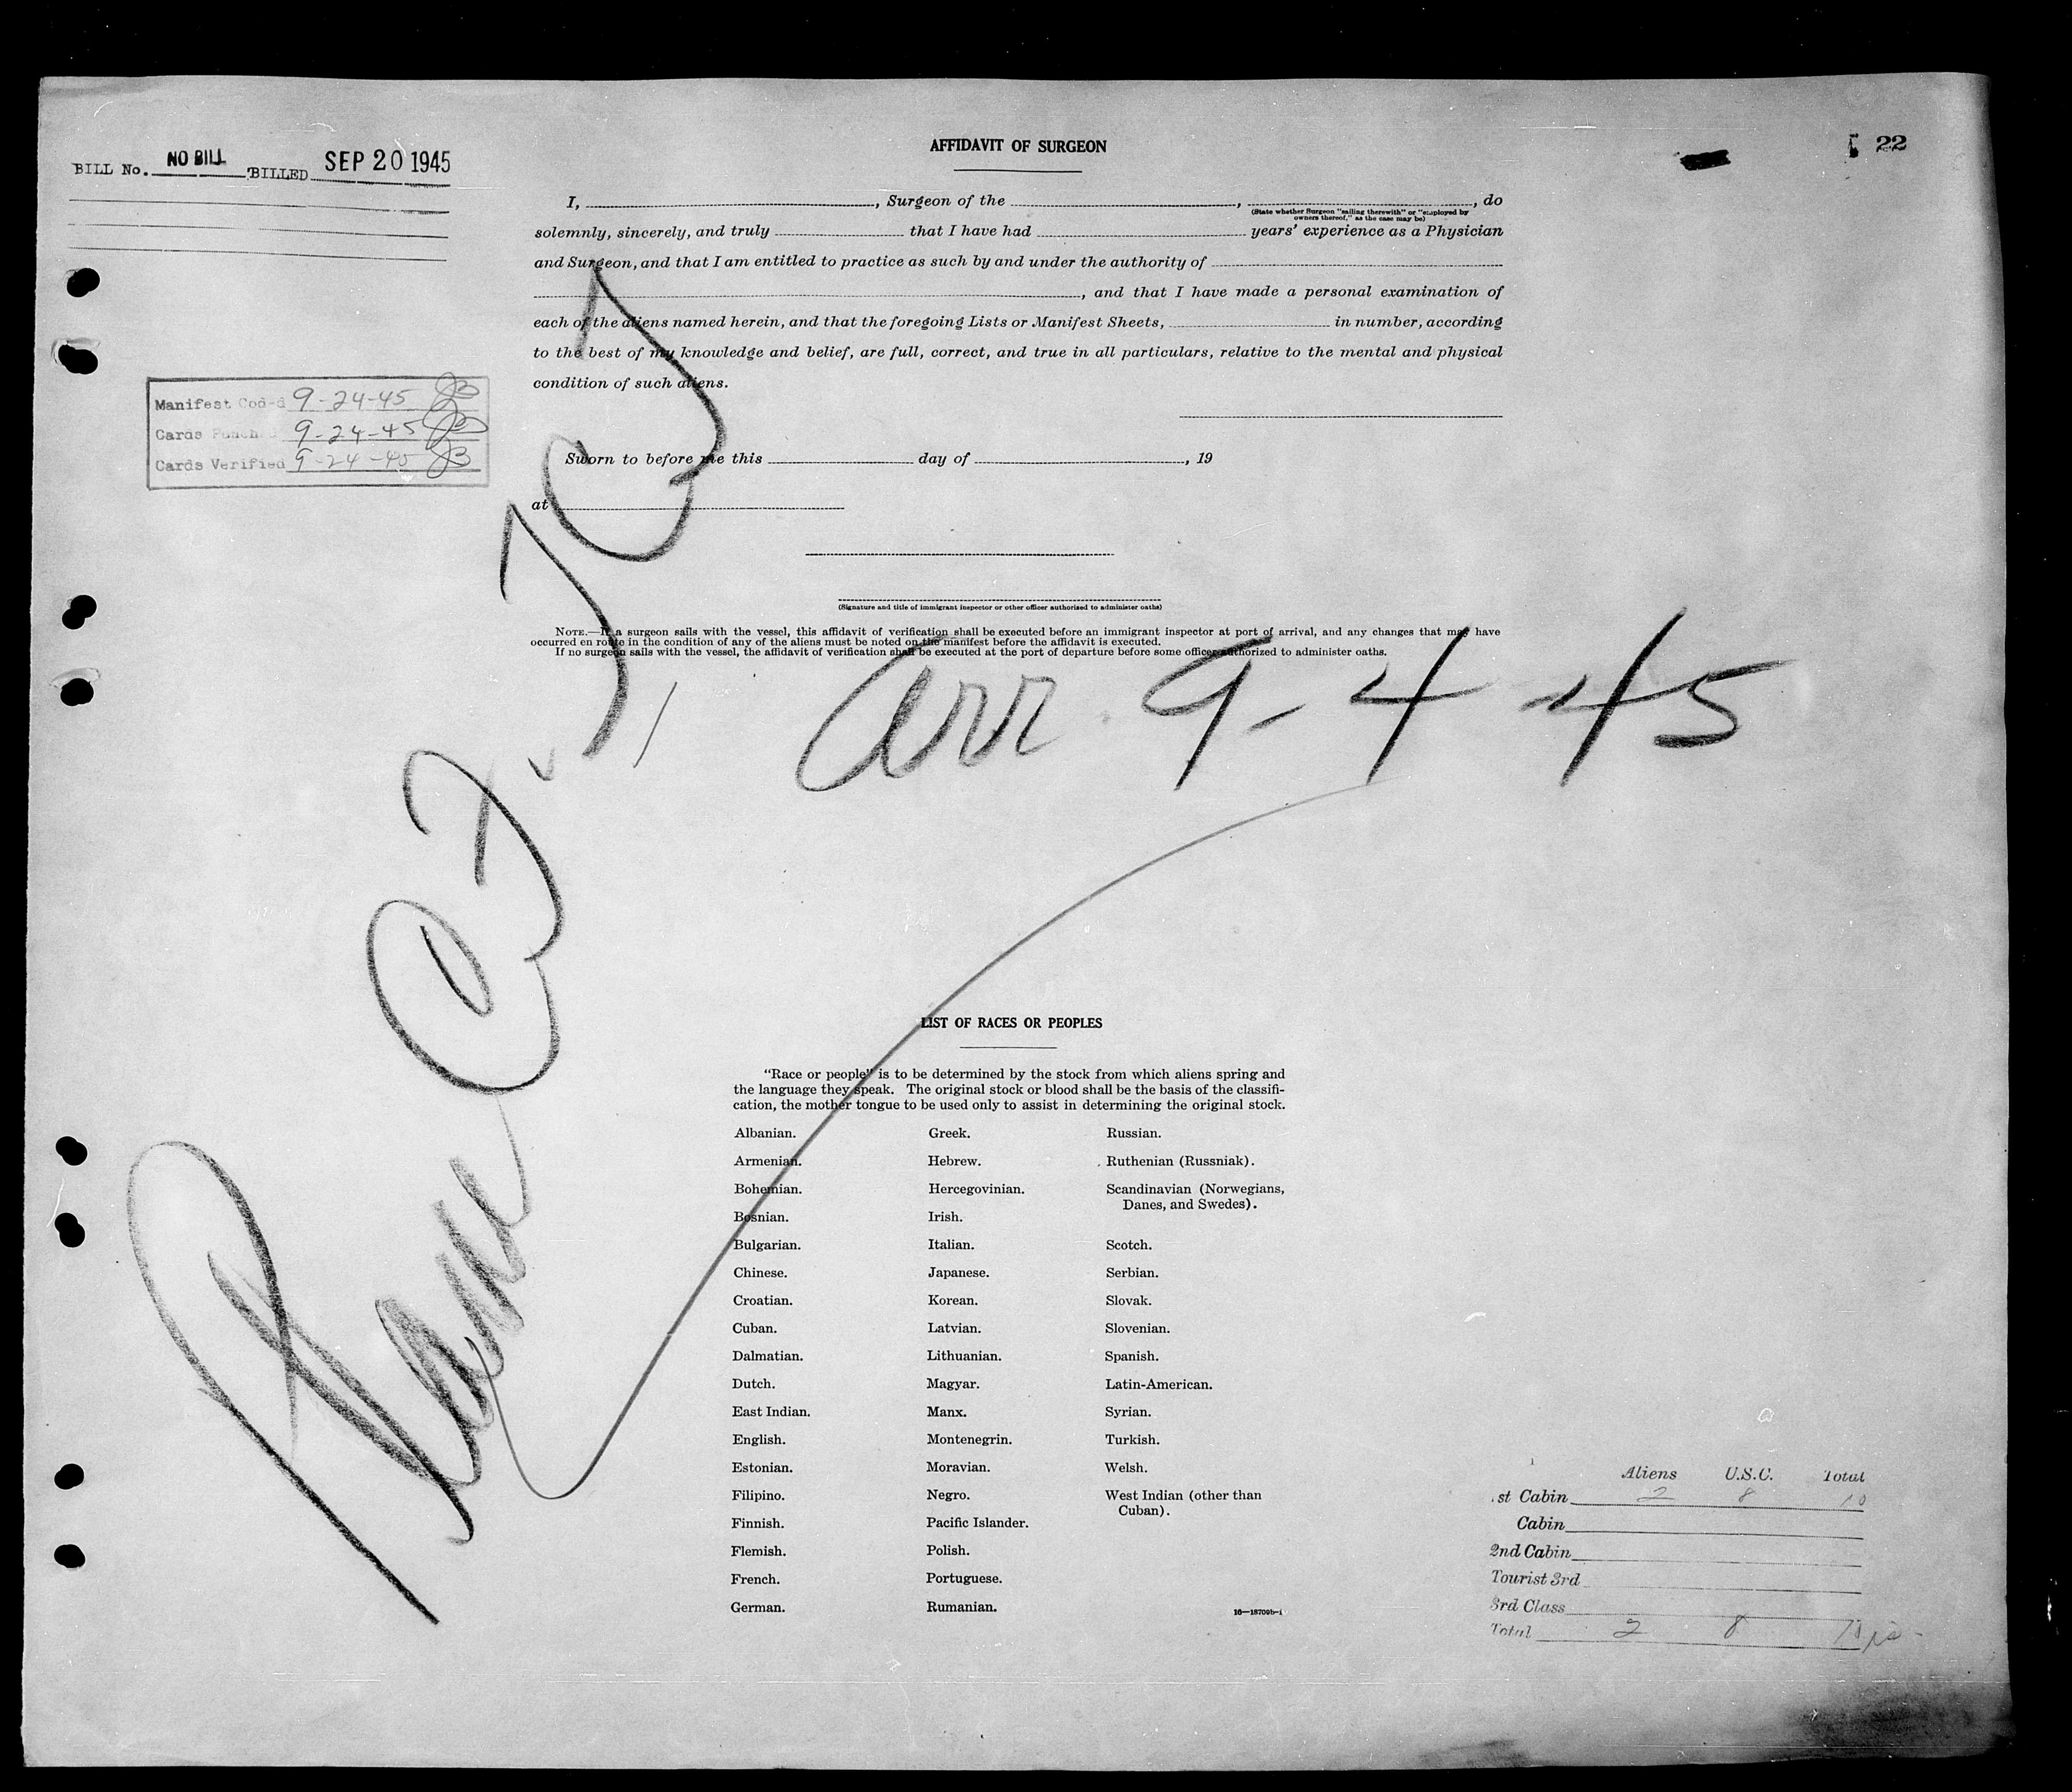 22
BILL No. NO BILL BILLED SEP 20 1945
AFFIDAVIT OF SURGEON
I, , Surgeon of the , , do
(State whether Surgeon "sailing therewith" or "employed by
owners thereof," as the case may be)
solemnly, sincerely, and truly that I have had years' experience as a Physician
and Surgeon, and that I am entitled to practice as such by and under the authority of
, and that I have made a personal examination of
each of the aliens named herein, and that the foregoing Lists or Manifest Sheets, in number, according
to the best of my knowledge and belief, are full, correct, and true in all particulars, relative to the mental and physical
condition of such aliens.
Manifest Cod-d 9-24-45 JB
Cards Punched 9-24-45 JB
Cards Verified 9-24-45 JB
Sworn to before me this day of , 19
at
(Signature and title of immigrant inspector or other officer authorized to administer oaths)
NOTE.—If a surgeon sails with the vessel, this affidavit of verification shall be executed before an immigrant inspector at port of arrival, and any changes that may have
occurred en route in the condition of any of the aliens must be noted on the manifest before the affidavit is executed.
If no surgeon sails with the vessel, the affidavit of verification shall be executed at the port of departure before some officer authorized to administer oaths.
Arr 9-4-45
Plane
LIST OF RACES OR PEOPLES
"Race or people" is to be determined by the stock from which aliens spring and
the language they speak. The original stock or blood shall be the basis of the classifi-
cation, the mother tongue to be used only to assist in determining the original stock.
Albanian.
Armenian.
Bohemian.
Bosnian.
Bulgarian.
Chinese.
Croatian.
Cuban.
Dalmatian.
Dutch.
East Indian.
English.
Estonian.
Filipino.
Finnish.
Flemish.
French.
German.
Greek.
Hebrew.
Hercegovinian.
Irish.
Italian.
Japanese.
Korean.
Latvian.
Lithuanian.
Magyar.
Manx.
Montenegrin.
Moravian.
Negro.
Pacific Islander.
Polish.
Portuguese.
Rumanian.
Russian.
Ruthenian (Russniak).
Scandinavian (Norwegians,
Danes, and Swedes).
Scotch.
Serbian.
Slovak.
Slovenian.
Spanish.
Latin-American.
Syrian.
Turkish.
Welsh.
West Indian (other than
Cuban).
16—18709b-1
Aliens U.S.C. Total
st Cabin 2 8 10
Cabin
2nd Cabin
Tourist 3rd
3rd Class
Total 2 8 10